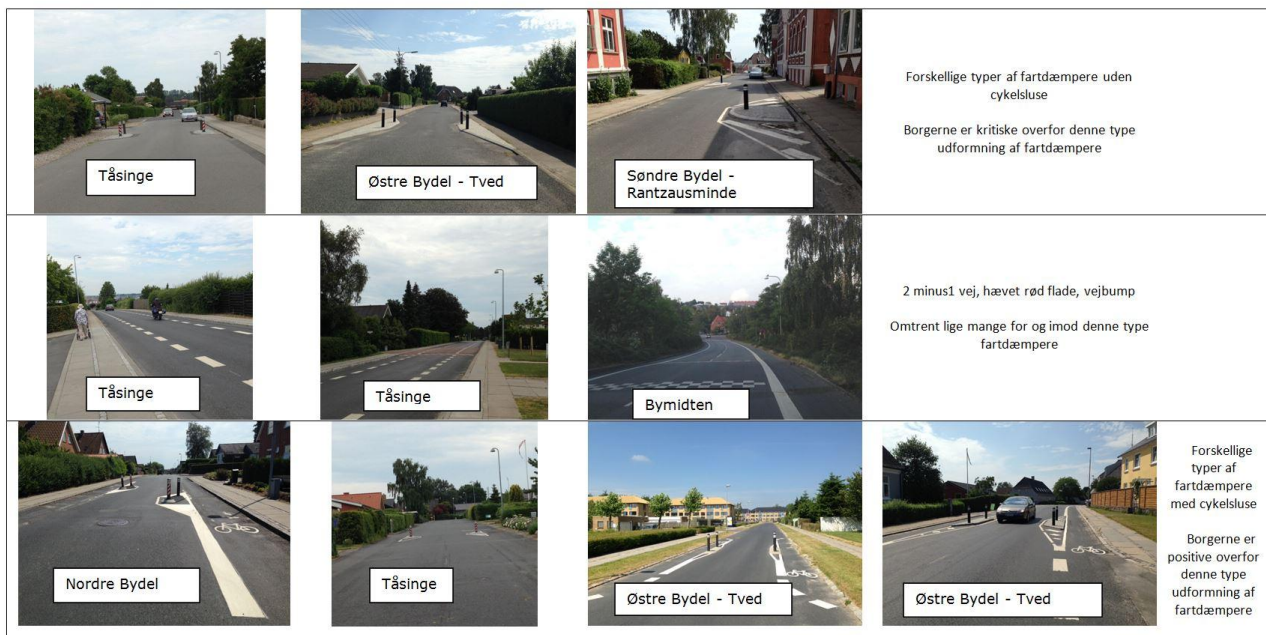 Tåsinge
Østre Bydel - Tved
Søndre Bydel -
Rantzausminde
Forskellige typer af fartdæmpere uden
cykelsluse
Borgerne er kritiske overfor denne type
udformning af fartdæmpere
Tåsinge
Tåsinge
Bymidten
2 minus1 vej, hævet rød flade, vejbump
Omtrent lige mange for og imod denne type
fartdæmpere
Nordre Bydel
Tåsinge
Østre Bydel - Tved
Østre Bydel - Tved
Forskellige
typer af
fartdæmpere
med cykelsluse
Borgerne er
positive overfor
denne type
udformning af
fartdæmpere